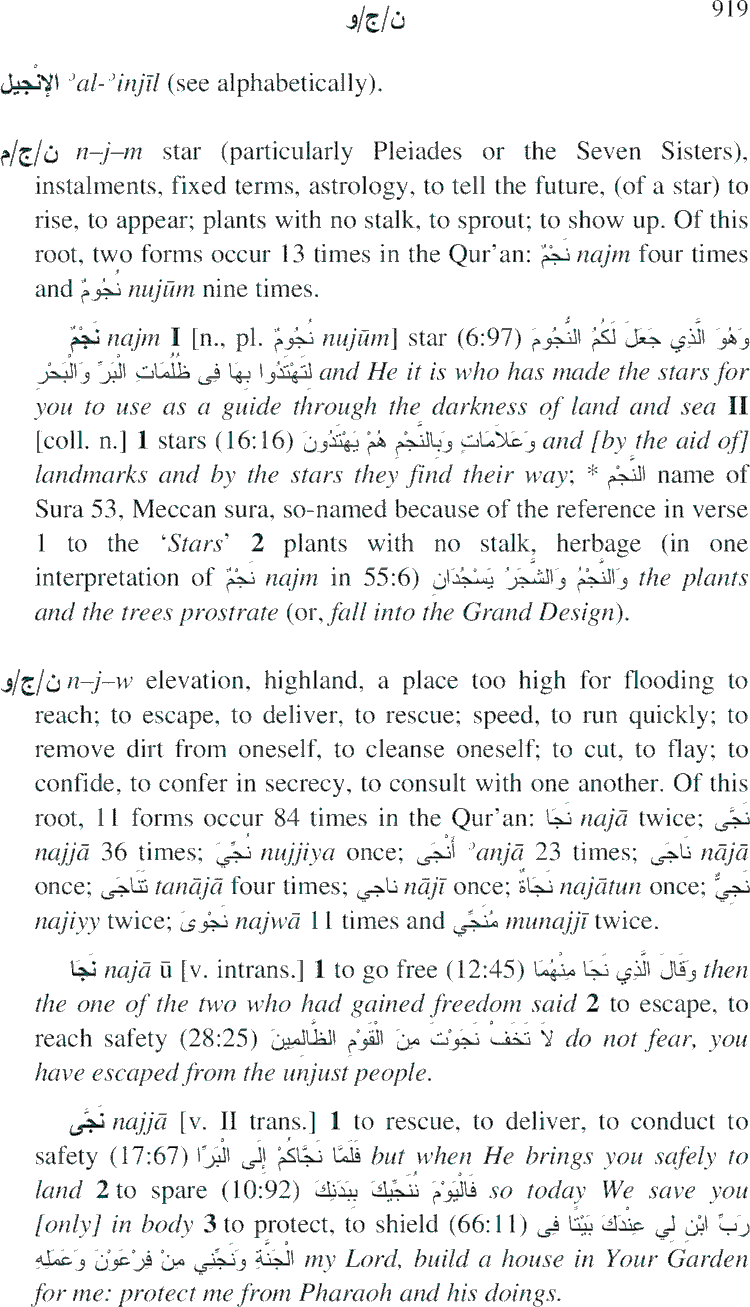 ن/ج/و 919
الإنْجيل ʾal-ʾinjīl (see alphabetically).
ن/ج/م n–j–m star (particularly Pleiades or the Seven Sisters),
instalments, fixed terms, astrology, to tell the future, (of a star) to
rise, to appear; plants with no stalk, to sprout; to show up. Of this
root, two forms occur 13 times in the Qur’an: نَجْمٌ najm four times
and نُجُومٌ nujūm nine times.
نَجْمٌ najm I [n., pl. نُجُومٌ nujūm] star (6:97) وَهُوَ الَّذِي جَعَلَ لَكُمُ النُّجُومَ
لِتَهْتَدُوا بِهَا فِى ظُلُمَاتِ الْبَرِّ وَالْبَحْرِ and He it is who has made the stars for
you to use as a guide through the darkness of land and sea II
[coll. n.] 1 stars (16:16) وَعَلاَمَاتٍ وَبِالنَّجْمِ هُمْ يَهْتَدُونَ and [by the aid of]
landmarks and by the stars they find their way; * النَّجْم name of
Sura 53, Meccan sura, so-named because of the reference in verse
1 to the ‘Stars’ 2 plants with no stalk, herbage (in one
interpretation of نَجْمٌ najm in 55:6) وَالنَّجْمُ وَالشَّجَرُ يَسْجُدَانِ the plants
and the trees prostrate (or, fall into the Grand Design).
ن/ج/و n–j–w elevation, highland, a place too high for flooding to
reach; to escape, to deliver, to rescue; speed, to run quickly; to
remove dirt from oneself, to cleanse oneself; to cut, to flay; to
confide, to confer in secrecy, to consult with one another. Of this
root, 11 forms occur 84 times in the Qur’an: نَجَا najā twice; نَجَّى
najjā 36 times; نُجِّيَ nujjiya once; أَنْجَى ʾanjā 23 times; نَاجَى nājā
once; تَنَاجَى tanājā four times; ناجي nājī once; نَجَاةٌ najātun once; نَجِيٌّ
najiyy twice; نَجْوىَ najwā 11 times and مُنَجِّي munajjī twice.
نَجَا najā ū [v. intrans.] 1 to go free (12:45) وَقَالَ الَّذِي نَجَا مِنْهُمَا then
the one of the two who had gained freedom said 2 to escape, to
reach safety (28:25) لاَ تَخَفْ نَجَوْتَ مِنَ الْقَوْمِ الظَّالِمِينَ do not fear, you
have escaped from the unjust people.
نَجَّى najjā [v. II trans.] 1 to rescue, to deliver, to conduct to
safety (17:67) فَلَمَّا نَجَّاكُمْ إِلَى الْبَرِّ but when He brings you safely to
land 2 to spare (10:92) فَالْيَوْمَ نُنَجِّيكَ بِبَدَنِكَ so today We save you
[only] in body 3 to protect, to shield (66:11) رَبِّ ابْنِ لِي عِنْدَكَ بَيْتًا فِى
الْجَنَّةِ وَنَجِّنِي مِنْ فِرْعَوْنَ وَعَمَلِهِ my Lord, build a house in Your Garden
for me: protect me from Pharaoh and his doings.